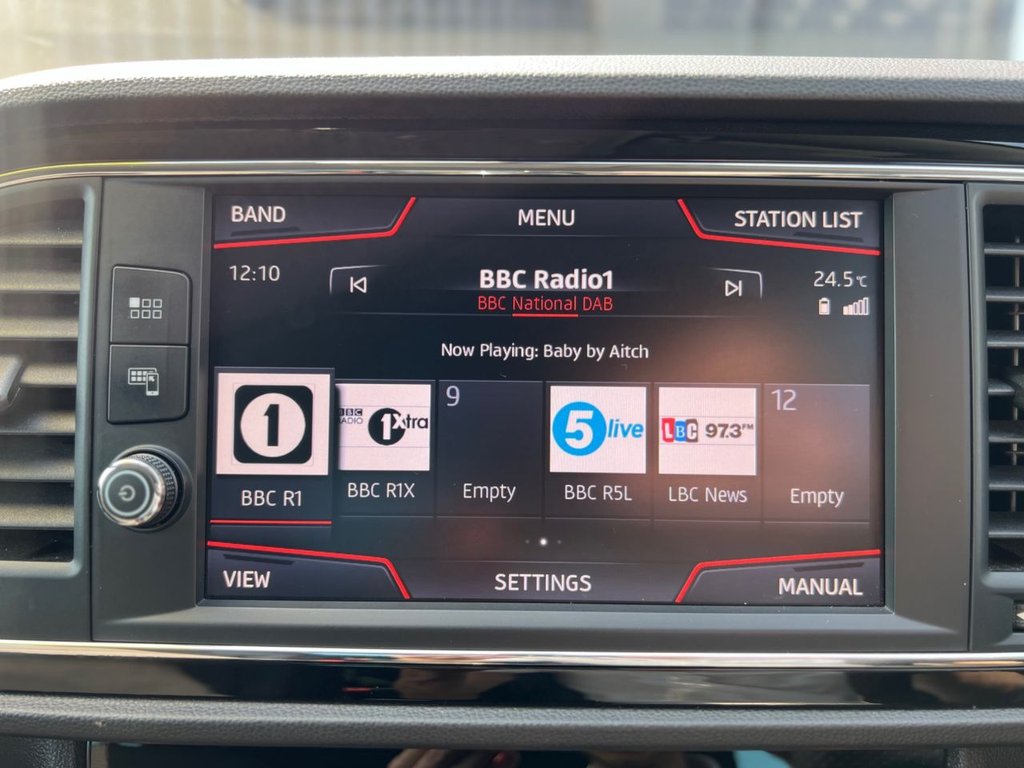 BAND MENU STATION LIST
12:10 BBC Radio1 24.5°C
BBC National DAB
Now Playing: Baby by Aitch
1
BBC RADIO 1Xtra
9
5 live
LBC 97.3 FM
12
BBC R1 BBC R1X Empty BBC R5L LBC News Empty
VIEW SETTINGS MANUAL